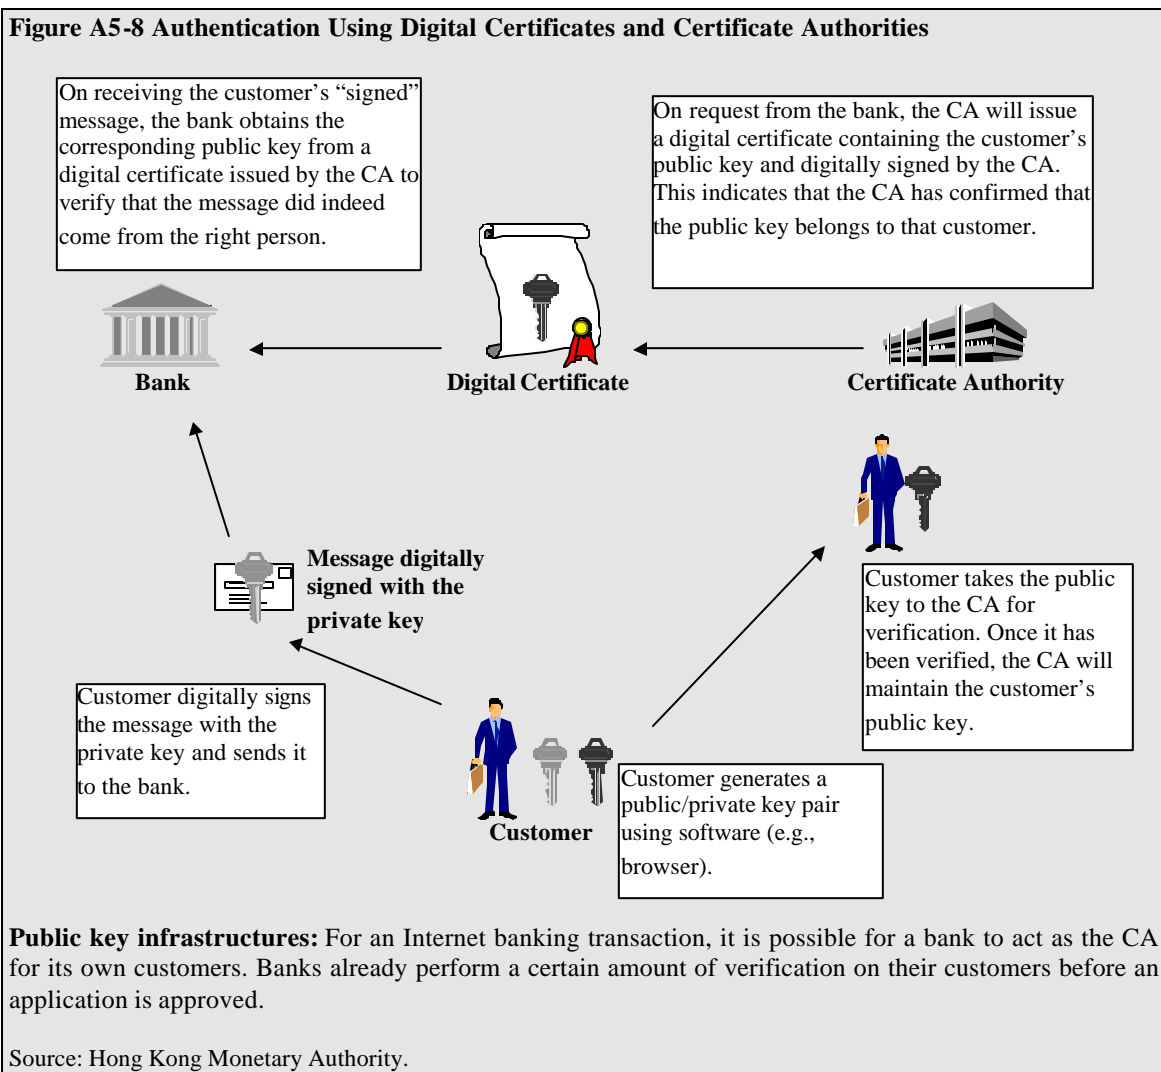 Figure A5-8 Authentication Using Digital Certificates and Certificate Authorities
On receiving the customer’s “signed”
message, the bank obtains the
corresponding public key from a
digital certificate issued by the CA to
verify that the message did indeed
come from the right person.
On request from the bank, the CA will issue
a digital certificate containing the customer’s
public key and digitally signed by the CA.
This indicates that the CA has confirmed that
the public key belongs to that customer.
Bank
Digital Certificate
Certificate Authority
Message digitally
signed with the
private key
Customer takes the public
key to the CA for
verification. Once it has
been verified, the CA will
maintain the customer’s
public key.
Customer digitally signs
the message with the
private key and sends it
to the bank.
Customer
Customer generates a
public/private key pair
using software (e.g.,
browser).
Public key infrastructures: For an Internet banking transaction, it is possible for a bank to act as the CA
for its own customers. Banks already perform a certain amount of verification on their customers before an
application is approved.
Source: Hong Kong Monetary Authority.